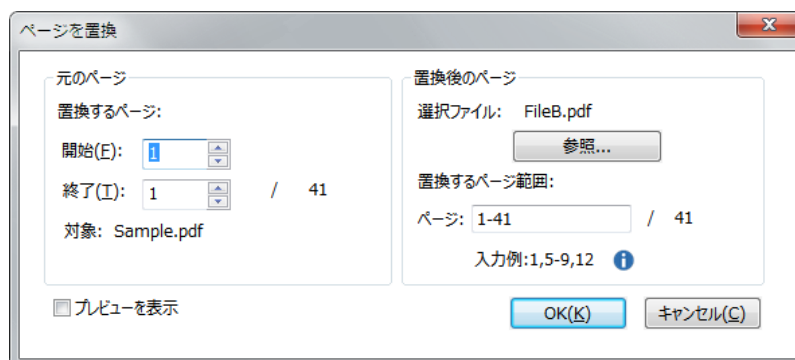 ページを置換
元のページ
置換するページ:
開始(F): 1
終了(T): 1 / 41
対象: Sample.pdf
置換後のページ
選択ファイル: FileB.pdf
参照...
置換するページ範囲:
ページ: 1-41 / 41
入力例:1,5-9,12
プレビューを表示
OK(K)
キャンセル(C)